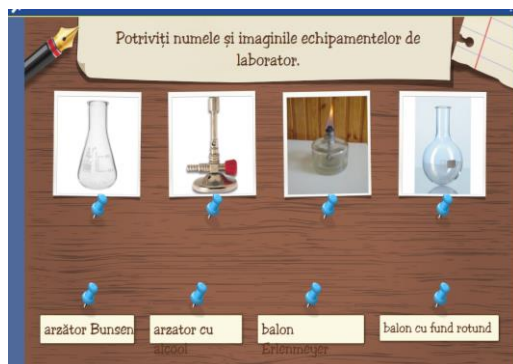 Potriviți numele și imaginile echipamentelor de
laborator.
arzător Bunsen
arzator cu
alcool
balon
Erlenmeyer
balon cu fund rotund